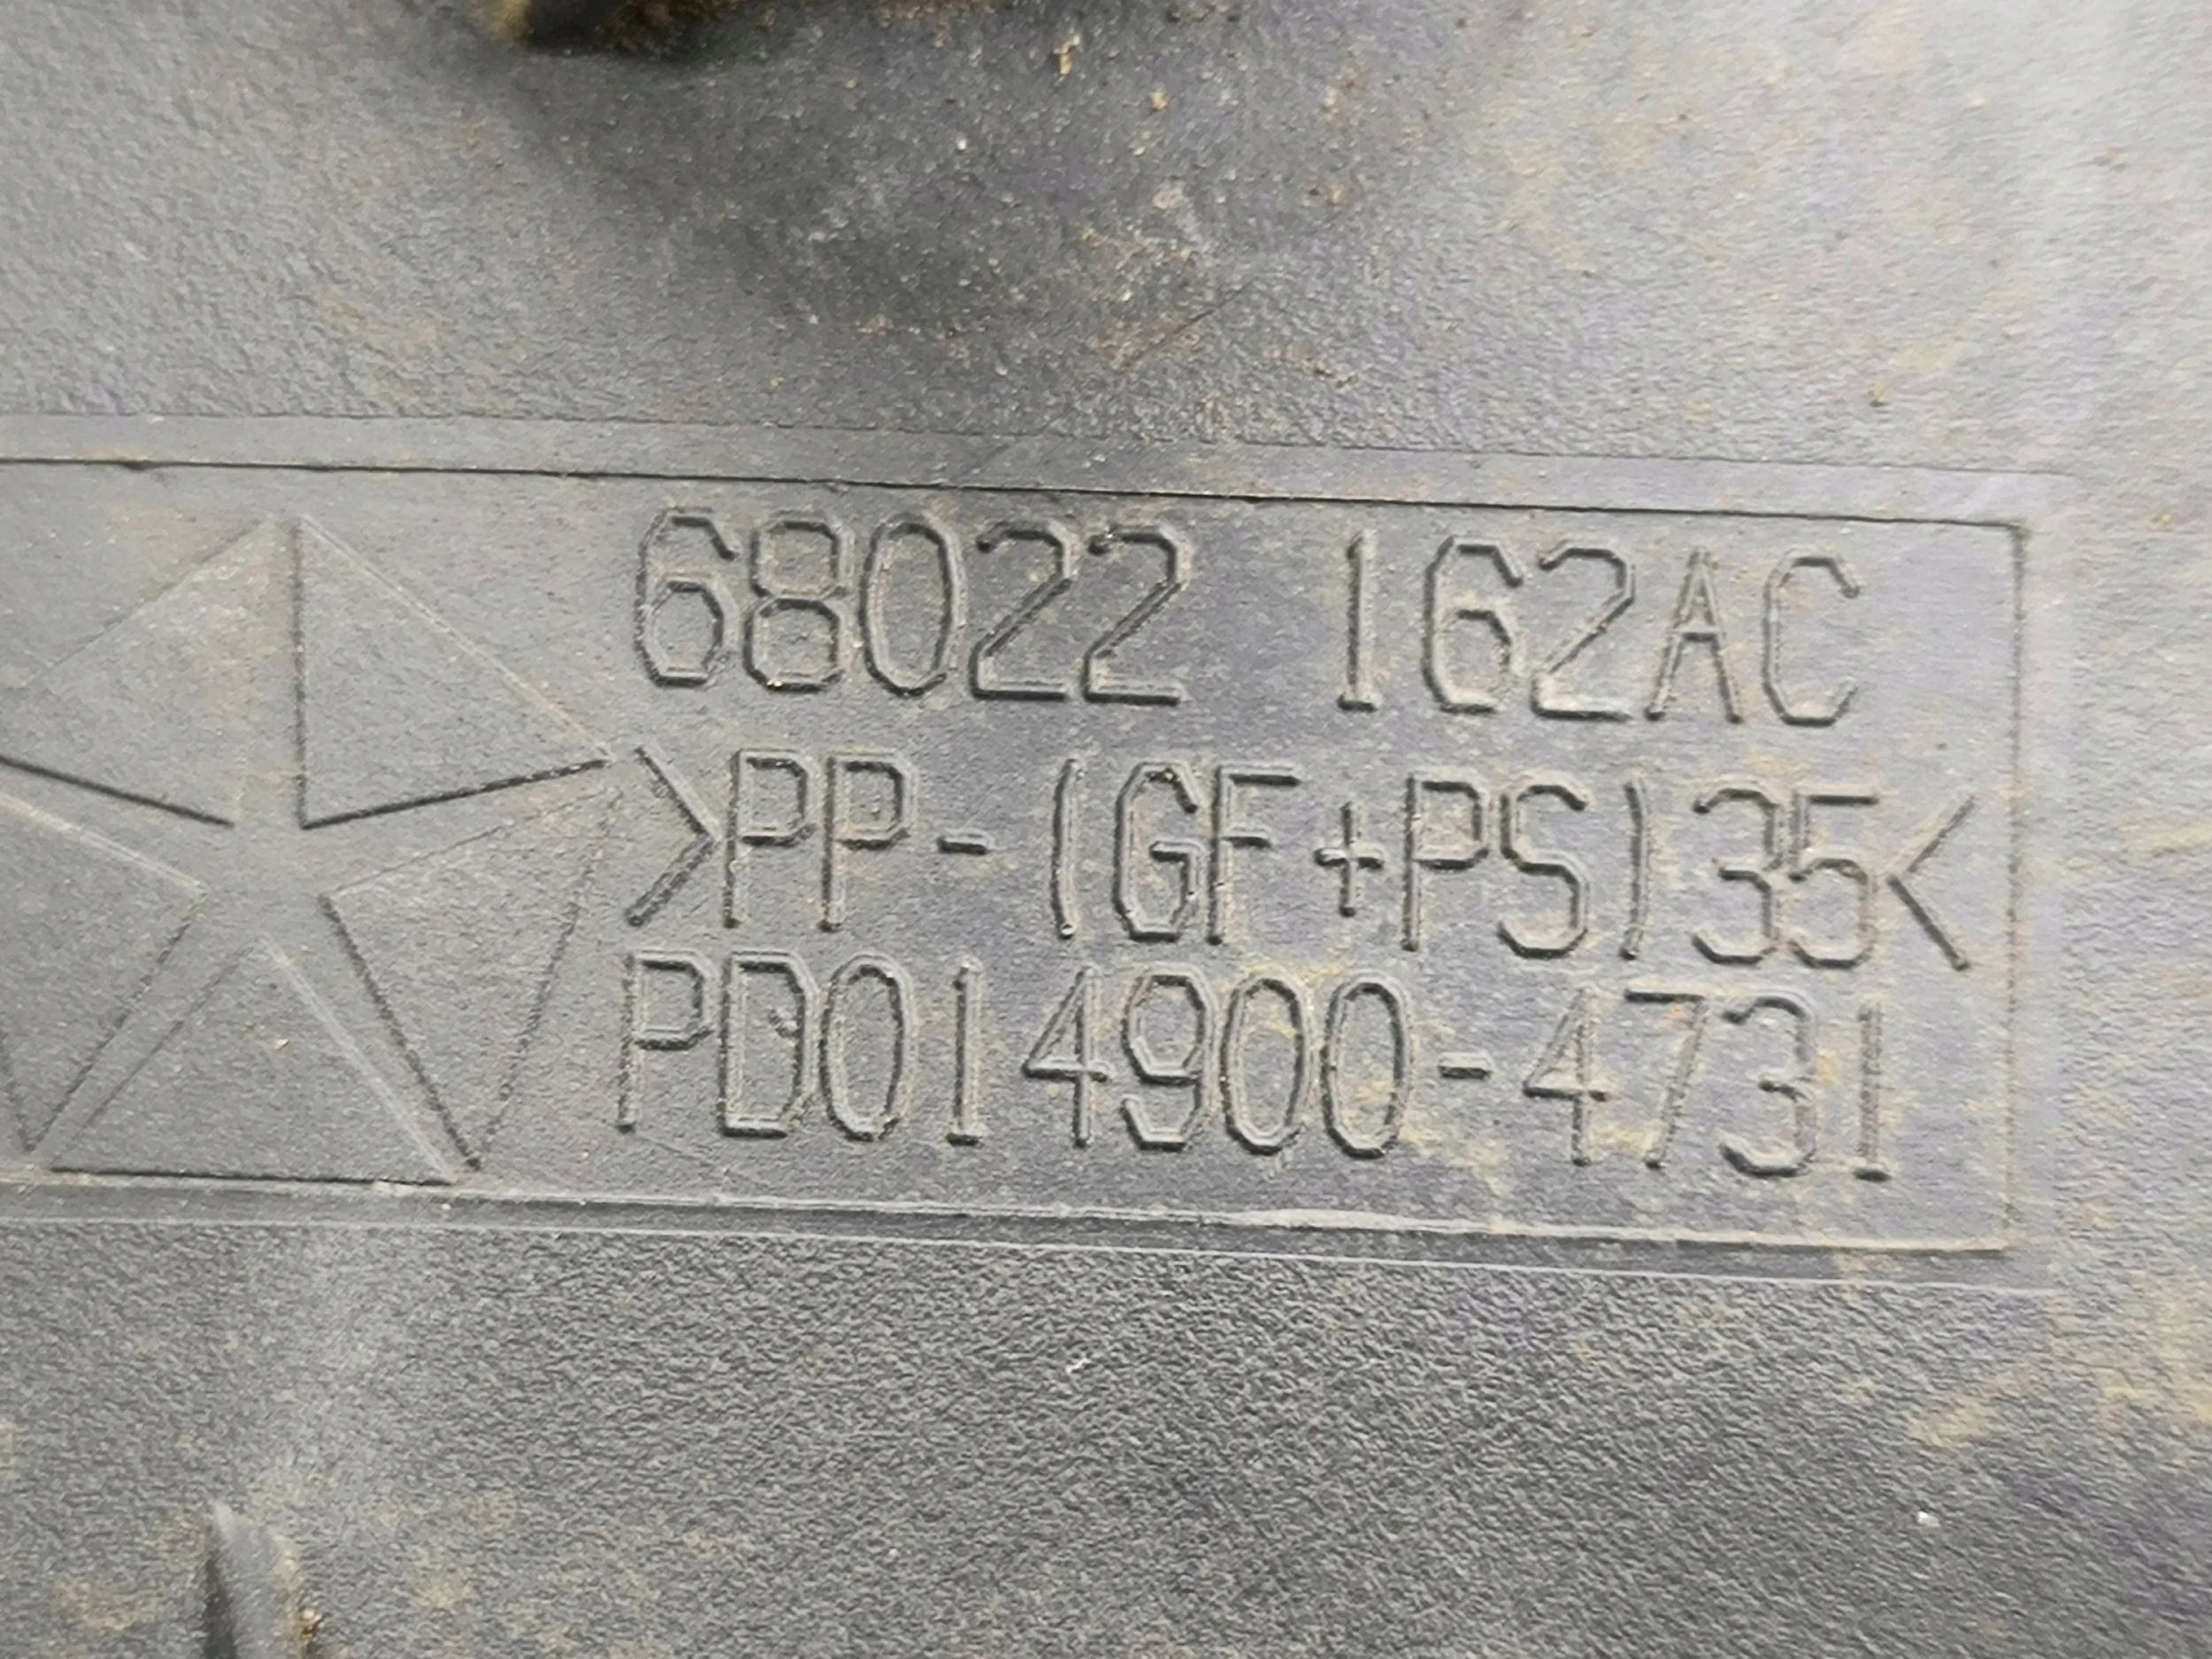 68022 162AC
>PP-(GF+PS)35<
PD014900-4731